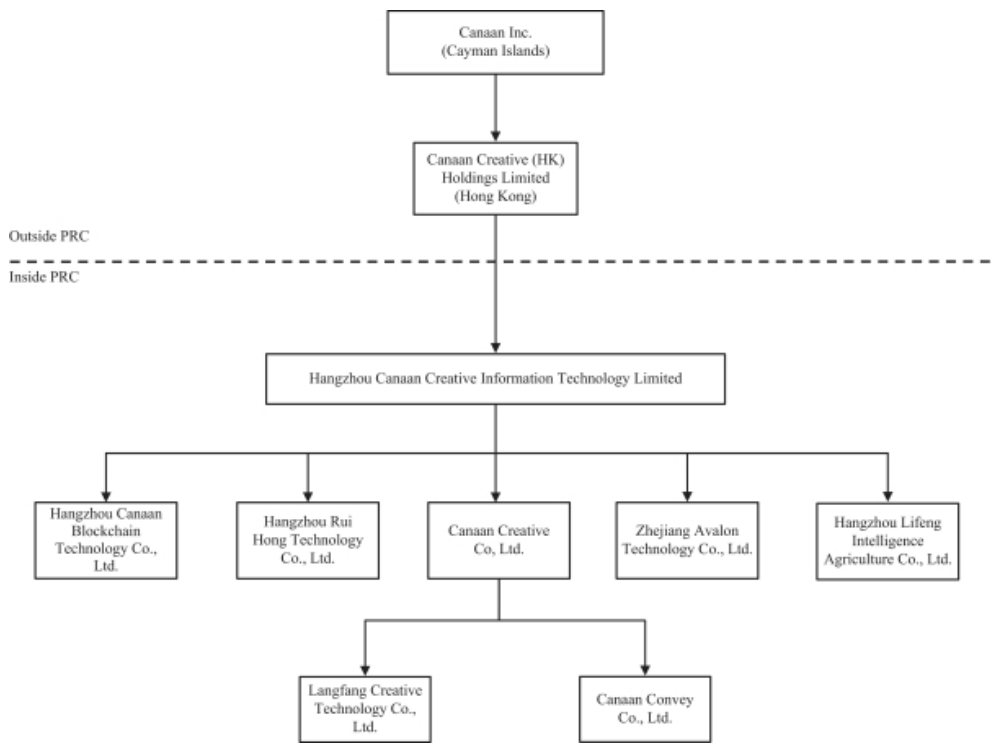 Canaan Inc.
(Cayman Islands)
Canaan Creative (HK)
Holdings Limited
(Hong Kong)
Outside PRC
Inside PRC
Hangzhou Canaan Creative Information Technology Limited
Hangzhou Canaan
Blockchain
Technology Co.,
Ltd.
Hangzhou Rui
Hong Technology
Co., Ltd.
Canaan Creative
Co, Ltd.
Zhejiang Avalon
Technology Co., Ltd.
Hangzhou Lifeng
Intelligence
Agriculture Co., Ltd.
Langfang Creative
Technology Co.,
Ltd.
Canaan Convey
Co., Ltd.